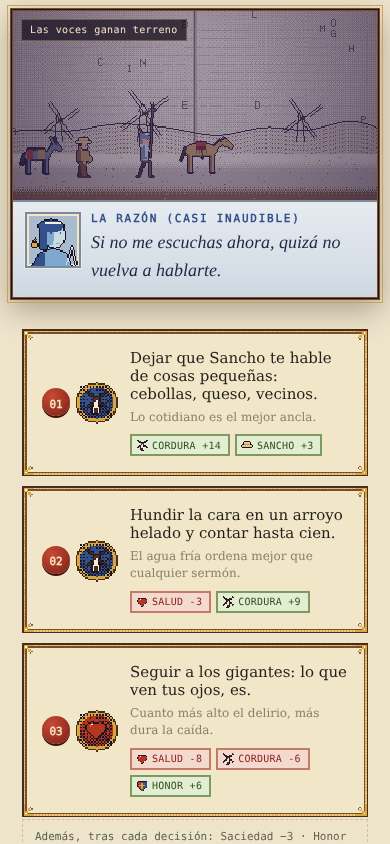 Las voces ganan terreno
L
M O
G
H
C
I
N
E
D
P
LA RAZÓN (CASI INAUDIBLE)
Si no me escuchas ahora, quizá no
vuelva a hablarte.
01
Dejar que Sancho te hable
de cosas pequeñas:
cebollas, queso, vecinos.
Lo cotidiano es el mejor ancla.
CORDURA +14
SANCHO +3
02
Hundir la cara en un arroyo
helado y contar hasta cien.
El agua fría ordena mejor que
cualquier sermón.
SALUD -3
CORDURA +9
03
Seguir a los gigantes: lo que
ven tus ojos, es.
Cuanto más alto el delirio, más
dura la caída.
SALUD -8
CORDURA -6
HONOR +6
Además, tras cada decisión: Saciedad −3 · Honor